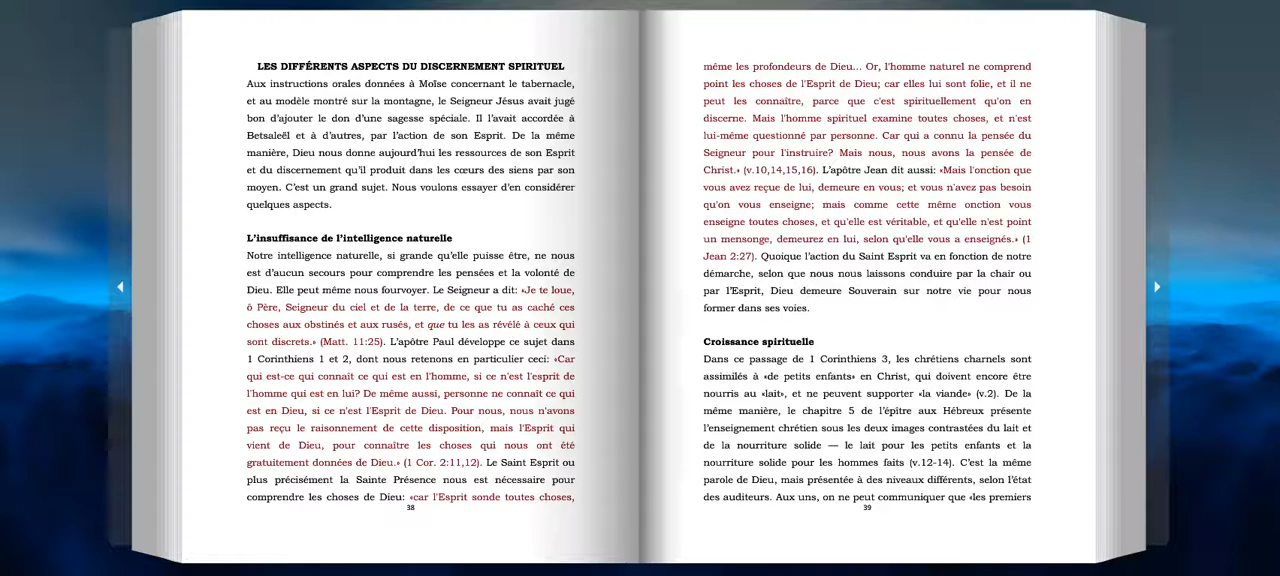 LES DIFFÉRENTS ASPECTS DU DISCERNEMENT SPIRITUEL
Aux instructions orales données à Moïse concernant le tabernacle,
et au modèle montré sur la montagne, le Seigneur Jésus avait jugé
bon d'ajouter le don d'une sagesse spéciale. Il l'avait accordée à
Betsaleël et à d'autres, par l'action de son Esprit. De la même
manière, Dieu nous donne aujourd'hui les ressources de son Esprit
et du discernement qu'il produit dans les cœurs des siens par son
moyen. C'est un grand sujet. Nous voulons essayer d'en considérer
quelques aspects.
L'insuffisance de l'intelligence naturelle
Notre intelligence naturelle, si grande qu'elle puisse être, ne nous
est d'aucun secours pour comprendre les pensées et la volonté de
Dieu. Elle peut même nous fourvoyer. Le Seigneur a dit: «Je te loue,
ô Père, Seigneur du ciel et de la terre, de ce que tu as caché ces
choses aux obstinés et aux rusés, et que tu les as révélé à ceux qui
sont discrets.» (Matt. 11:25). L'apôtre Paul développe ce sujet dans
1 Corinthiens 1 et 2, dont nous retenons en particulier ceci: «Car
qui est-ce qui connaît ce qui est en l'homme, si ce n'est l'esprit de
l'homme qui est en lui? De même aussi, personne ne connaît ce qui
est en Dieu, si ce n'est l'Esprit de Dieu. Pour nous, nous n'avons
pas reçu le raisonnement de cette disposition, mais l'Esprit qui
vient de Dieu, pour connaître les choses qui nous ont été
gratuitement données de Dieu.» (1 Cor. 2:11,12). Le Saint Esprit ou
plus précisément la Sainte Présence nous est nécessaire pour
comprendre les choses de Dieu: «car l'Esprit sonde toutes choses,
38
même les profondeurs de Dieu... Or, l'homme naturel ne comprend
point les choses de l'Esprit de Dieu; car elles lui sont folie, et il ne
peut les connaître, parce que c'est spirituellement qu'on en
discerne. Mais l'homme spirituel examine toutes choses, et n'est
lui-même questionné par personne. Car qui a connu la pensée du
Seigneur pour l'instruire? Mais nous, nous avons la pensée de
Christ.» (v.10,14,15,16). L'apôtre Jean dit aussi: «Mais l'onction que
vous avez reçue de lui, demeure en vous; et vous n'avez pas besoin
qu'on vous enseigne; mais comme cette même onction vous
enseigne toutes choses, et qu'elle est véritable, et qu'elle n'est point
un mensonge, demeurez en lui, selon qu'elle vous a enseignés.» (1
Jean 2:27). Quoique l'action du Saint Esprit va en fonction de notre
démarche, selon que nous nous laissons conduire par la chair ou
par l'Esprit, Dieu demeure Souverain sur notre vie pour nous
former dans ses voies.
Croissance spirituelle
Dans ce passage de 1 Corinthiens 3, les chrétiens charnels sont
assimilés à «de petits enfants» en Christ, qui doivent encore être
nourris au «lait», et ne peuvent supporter «la viande» (v.2). De la
même manière, le chapitre 5 de l'épître aux Hébreux présente
l'enseignement chrétien sous les deux images contrastées du lait et
de la nourriture solide — le lait pour les petits enfants et la
nourriture solide pour les hommes faits (v.12-14). C'est la même
parole de Dieu, mais présentée à des niveaux différents, selon l'état
des auditeurs. Aux uns, on ne peut communiquer que «les premiers
39